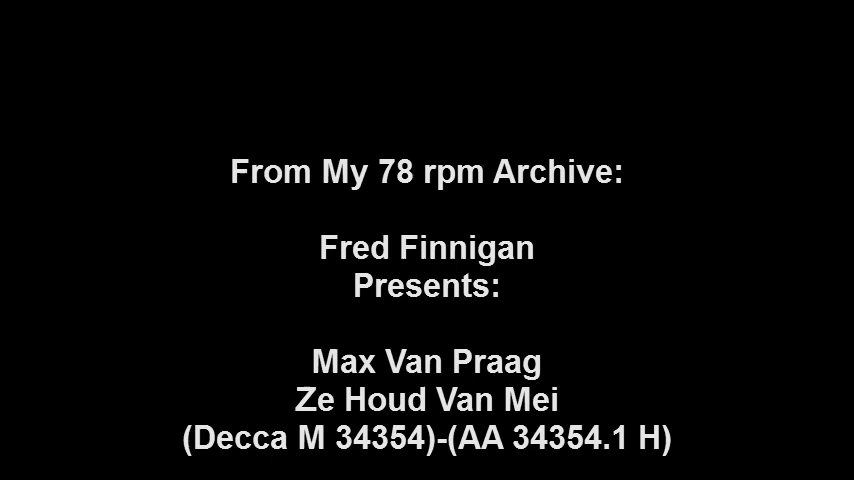 From My 78 rpm Archive:
Fred Finnigan
Presents:
Max Van Praag
Ze Houd Van Mei
(Decca M 34354)-(AA 34354.1 H)